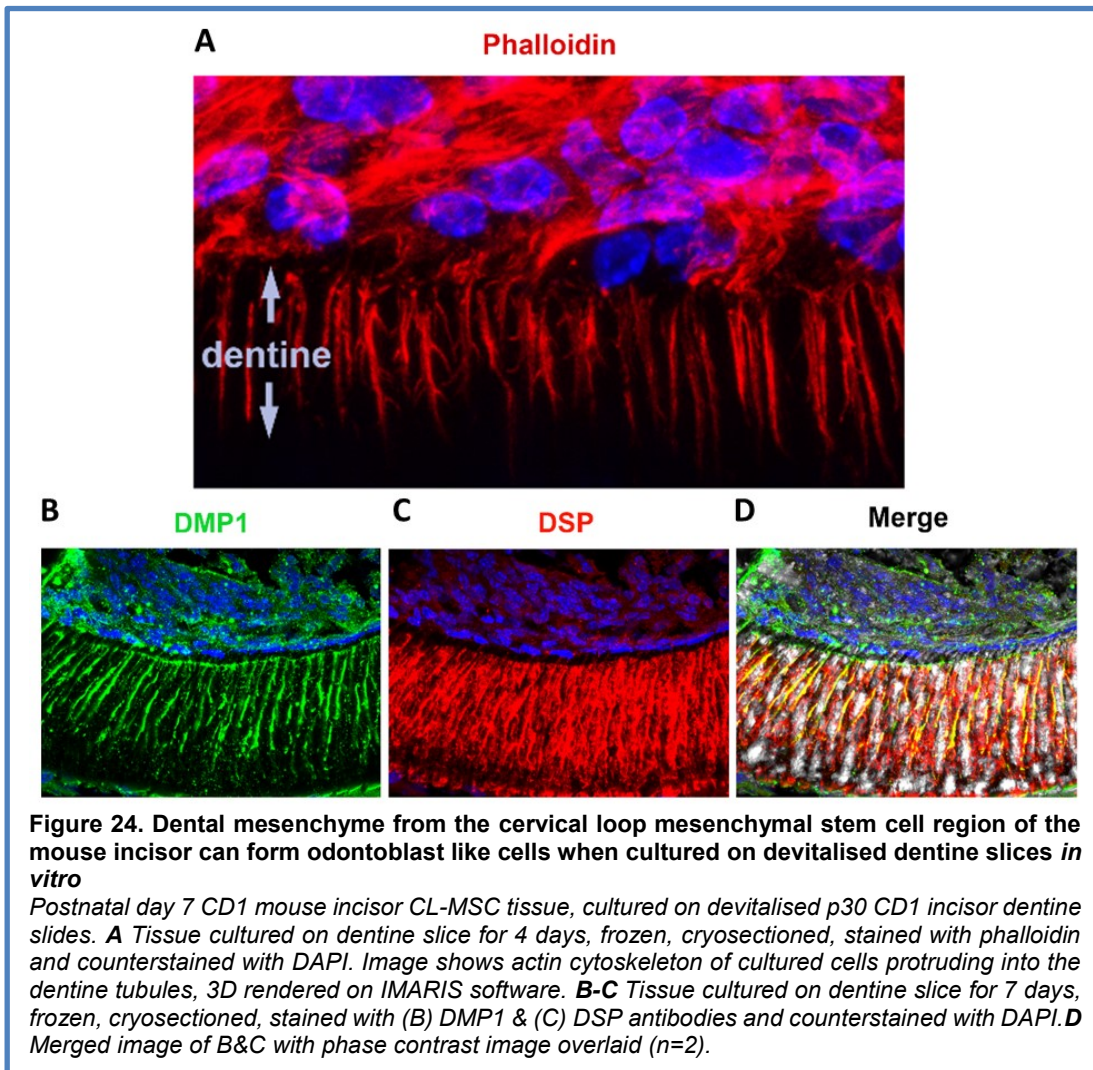 A
Phalloidin
dentine
B
DMP1
C
DSP
D
Merge
Figure 24. Dental mesenchyme from the cervical loop mesenchymal stem cell region of the
mouse incisor can form odontoblast like cells when cultured on devitalised dentine slices in
vitro
Postnatal day 7 CD1 mouse incisor CL-MSC tissue, cultured on devitalised p30 CD1 incisor dentine
slides. A Tissue cultured on dentine slice for 4 days, frozen, cryosectioned, stained with phalloidin
and counterstained with DAPI. Image shows actin cytoskeleton of cultured cells protruding into the
dentine tubules, 3D rendered on IMARIS software. B-C Tissue cultured on dentine slice for 7 days,
frozen, cryosectioned, stained with (B) DMP1 & (C) DSP antibodies and counterstained with DAPI.D
Merged image of B&C with phase contrast image overlaid (n=2).